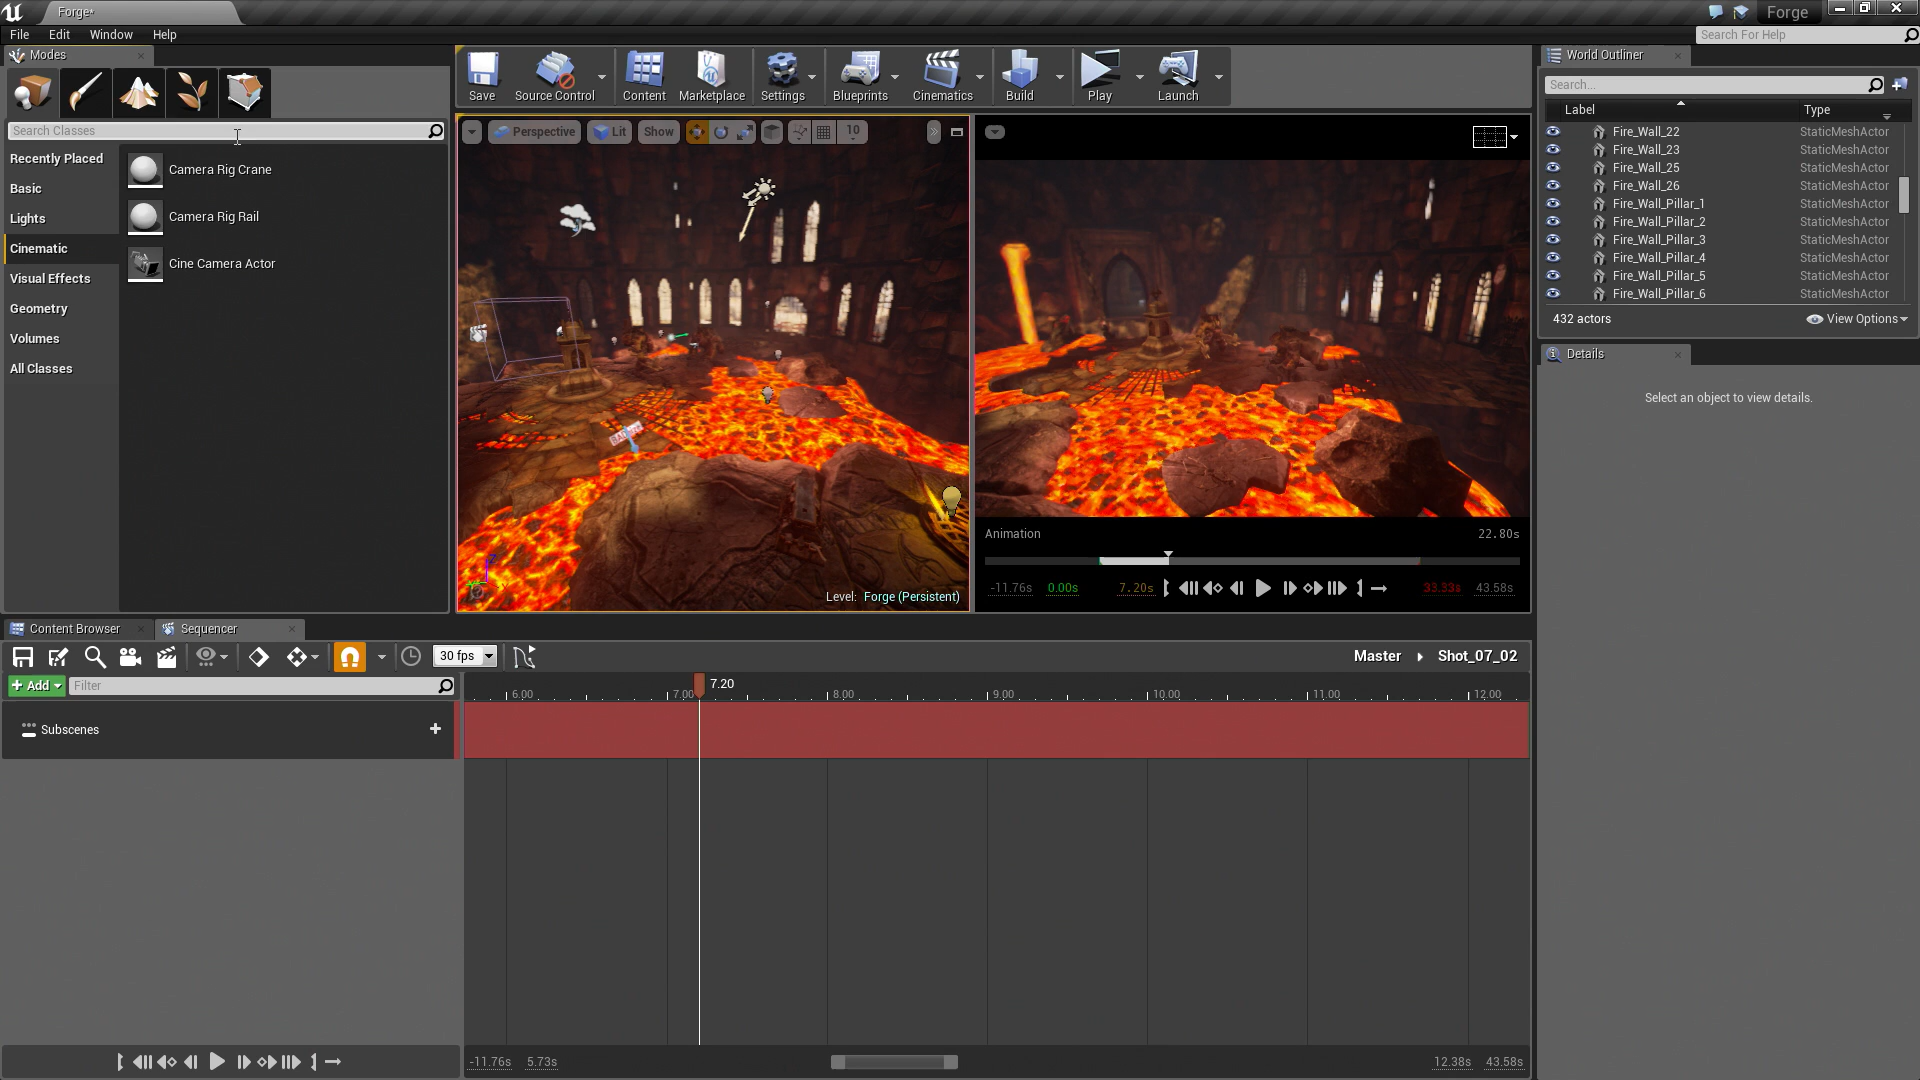 Forge*
Forge
File Edit Window Help
Search For Help
Modes
Search Classes
Recently Placed
Basic
Lights
Cinematic
Visual Effects
Geometry
Volumes
All Classes
Camera Rig Crane
Camera Rig Rail
Cine Camera Actor
Save Source Control Content Marketplace Settings Blueprints Cinematics Build Play Launch
Perspective Lit Show 10
Level: Forge (Persistent)
Animation 22.80s
-11.76s 0.00s 7.20s 33.33s 43.58s
World Outliner
Search...
Label Type
Fire_Wall_22 StaticMeshActor
Fire_Wall_23 StaticMeshActor
Fire_Wall_25 StaticMeshActor
Fire_Wall_26 StaticMeshActor
Fire_Wall_Pillar_1 StaticMeshActor
Fire_Wall_Pillar_2 StaticMeshActor
Fire_Wall_Pillar_3 StaticMeshActor
Fire_Wall_Pillar_4 StaticMeshActor
Fire_Wall_Pillar_5 StaticMeshActor
Fire_Wall_Pillar_6 StaticMeshActor
432 actors View Options
Details
Select an object to view details.
Content Browser Sequencer
30 fps
Master Shot_07_02
Add Filter
7.20
6.00 7.00 8.00 9.00 10.00 11.00 12.00
Subscenes
-11.76s 5.73s 12.38s 43.58s